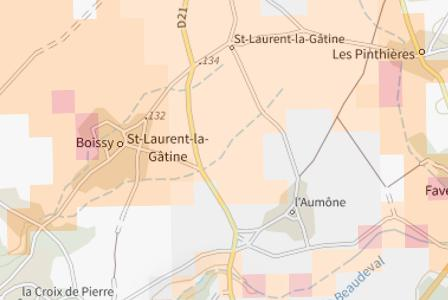 D21
St-Laurent-la-Gâtine
Les Pinthières
134
132
Boissy
St-Laurent-la-
Gâtine
Fave
l'Aumône
Beaudeval
la Croix de Pierre